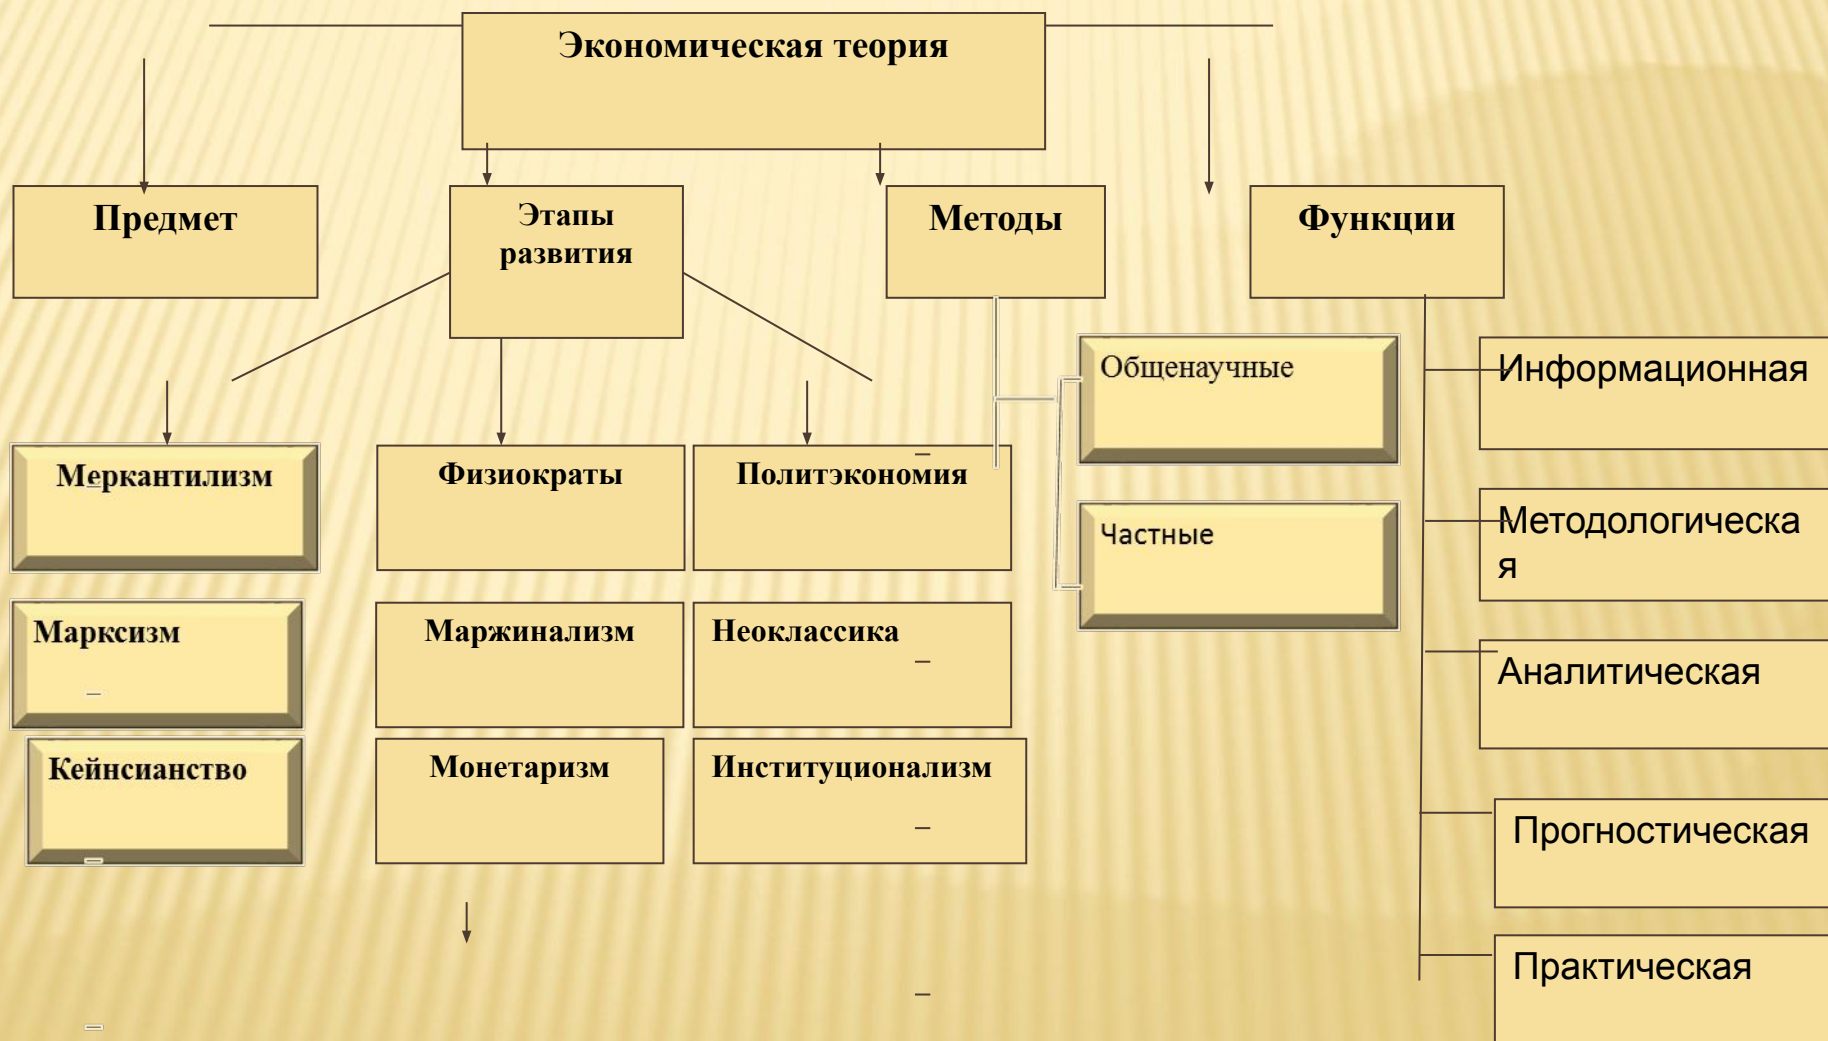 Экономическая теория
Предмет
Этапы
развития
Методы
Функции
Общенаучные
Информационная
Меркантилизм
Физиократы
Политэкономия
Частные
Методологическа
я
Марксизм
Маржинализм
Неоклассика
Аналитическая
Кейнсианство
Монетаризм
Институционализм
Прогностическая
Практическая